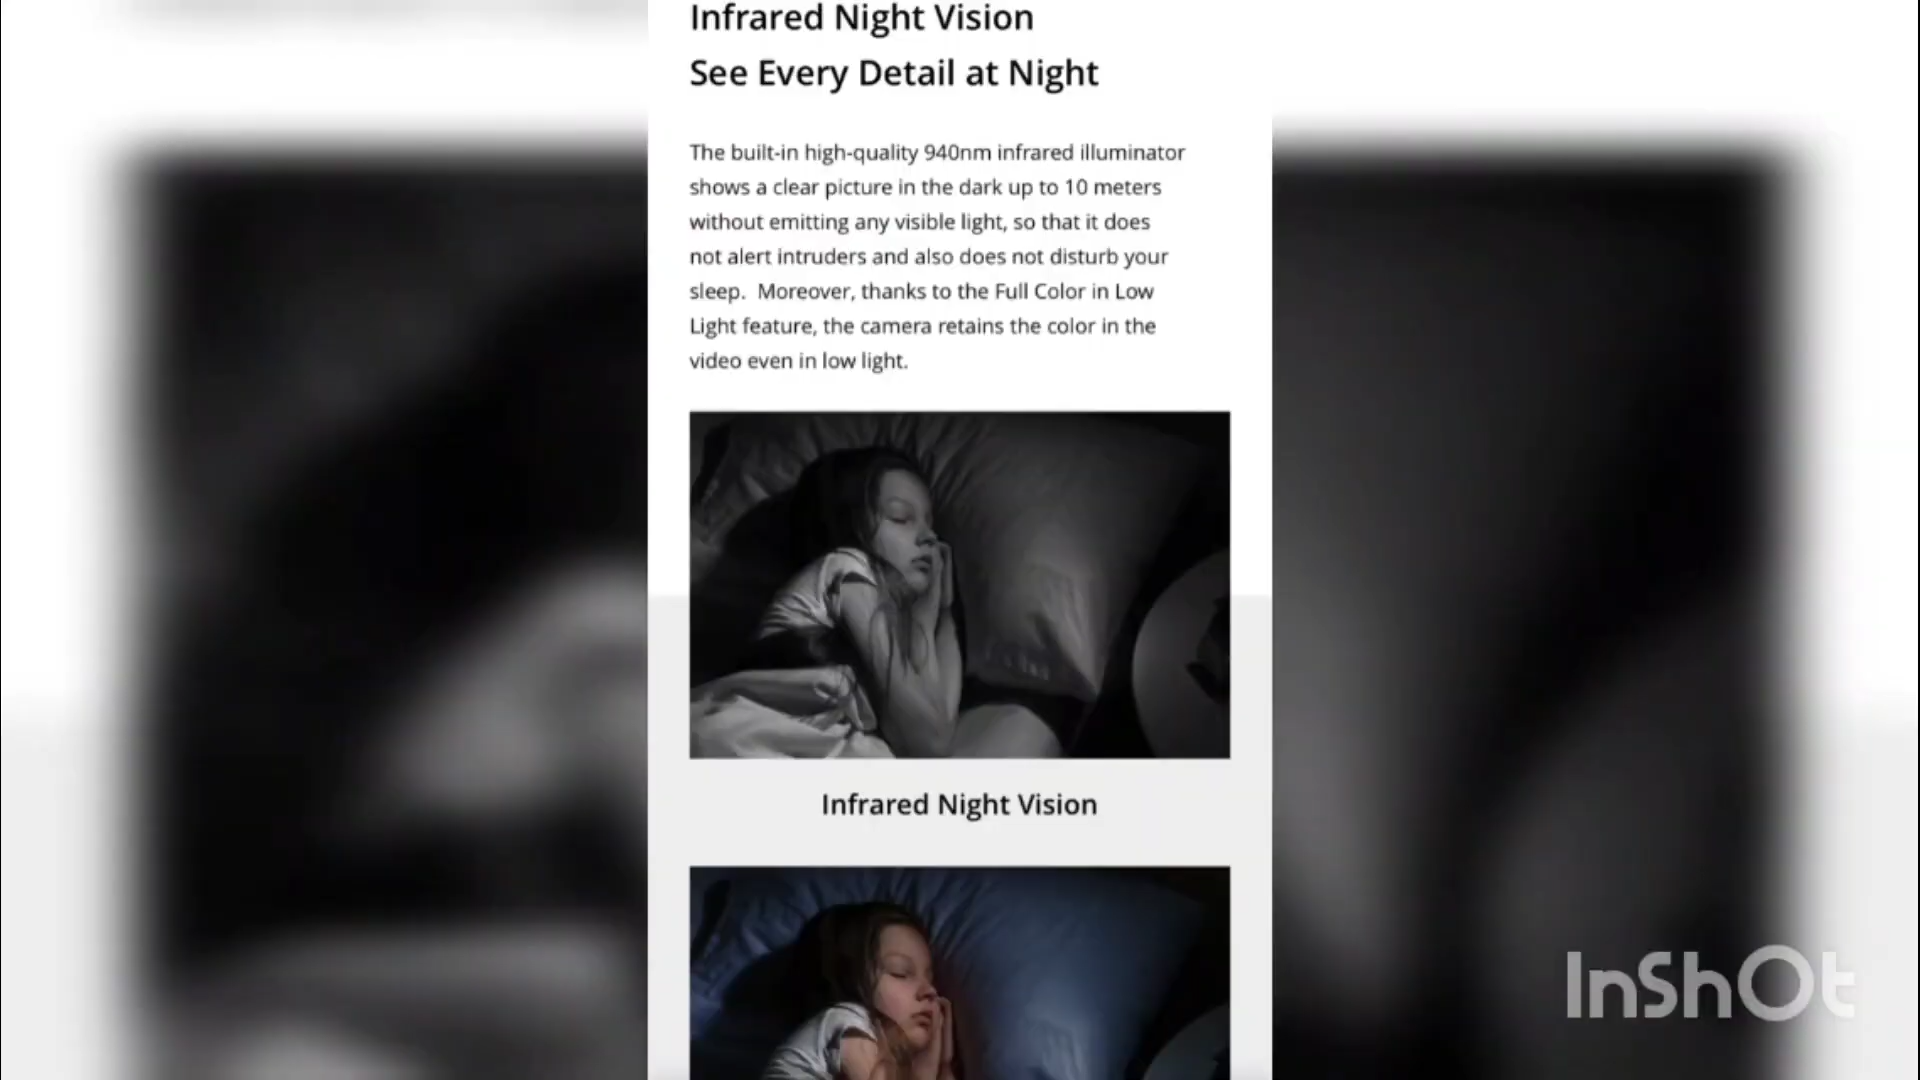 Infrared Night Vision
See Every Detail at Night
The built-in high-quality 940nm infrared illuminator
shows a clear picture in the dark up to 10 meters
without emitting any visible light, so that it does
not alert intruders and also does not disturb your
sleep.  Moreover, thanks to the Full Color in Low
Light feature, the camera retains the color in the
video even in low light.
Infrared Night Vision
InShOt